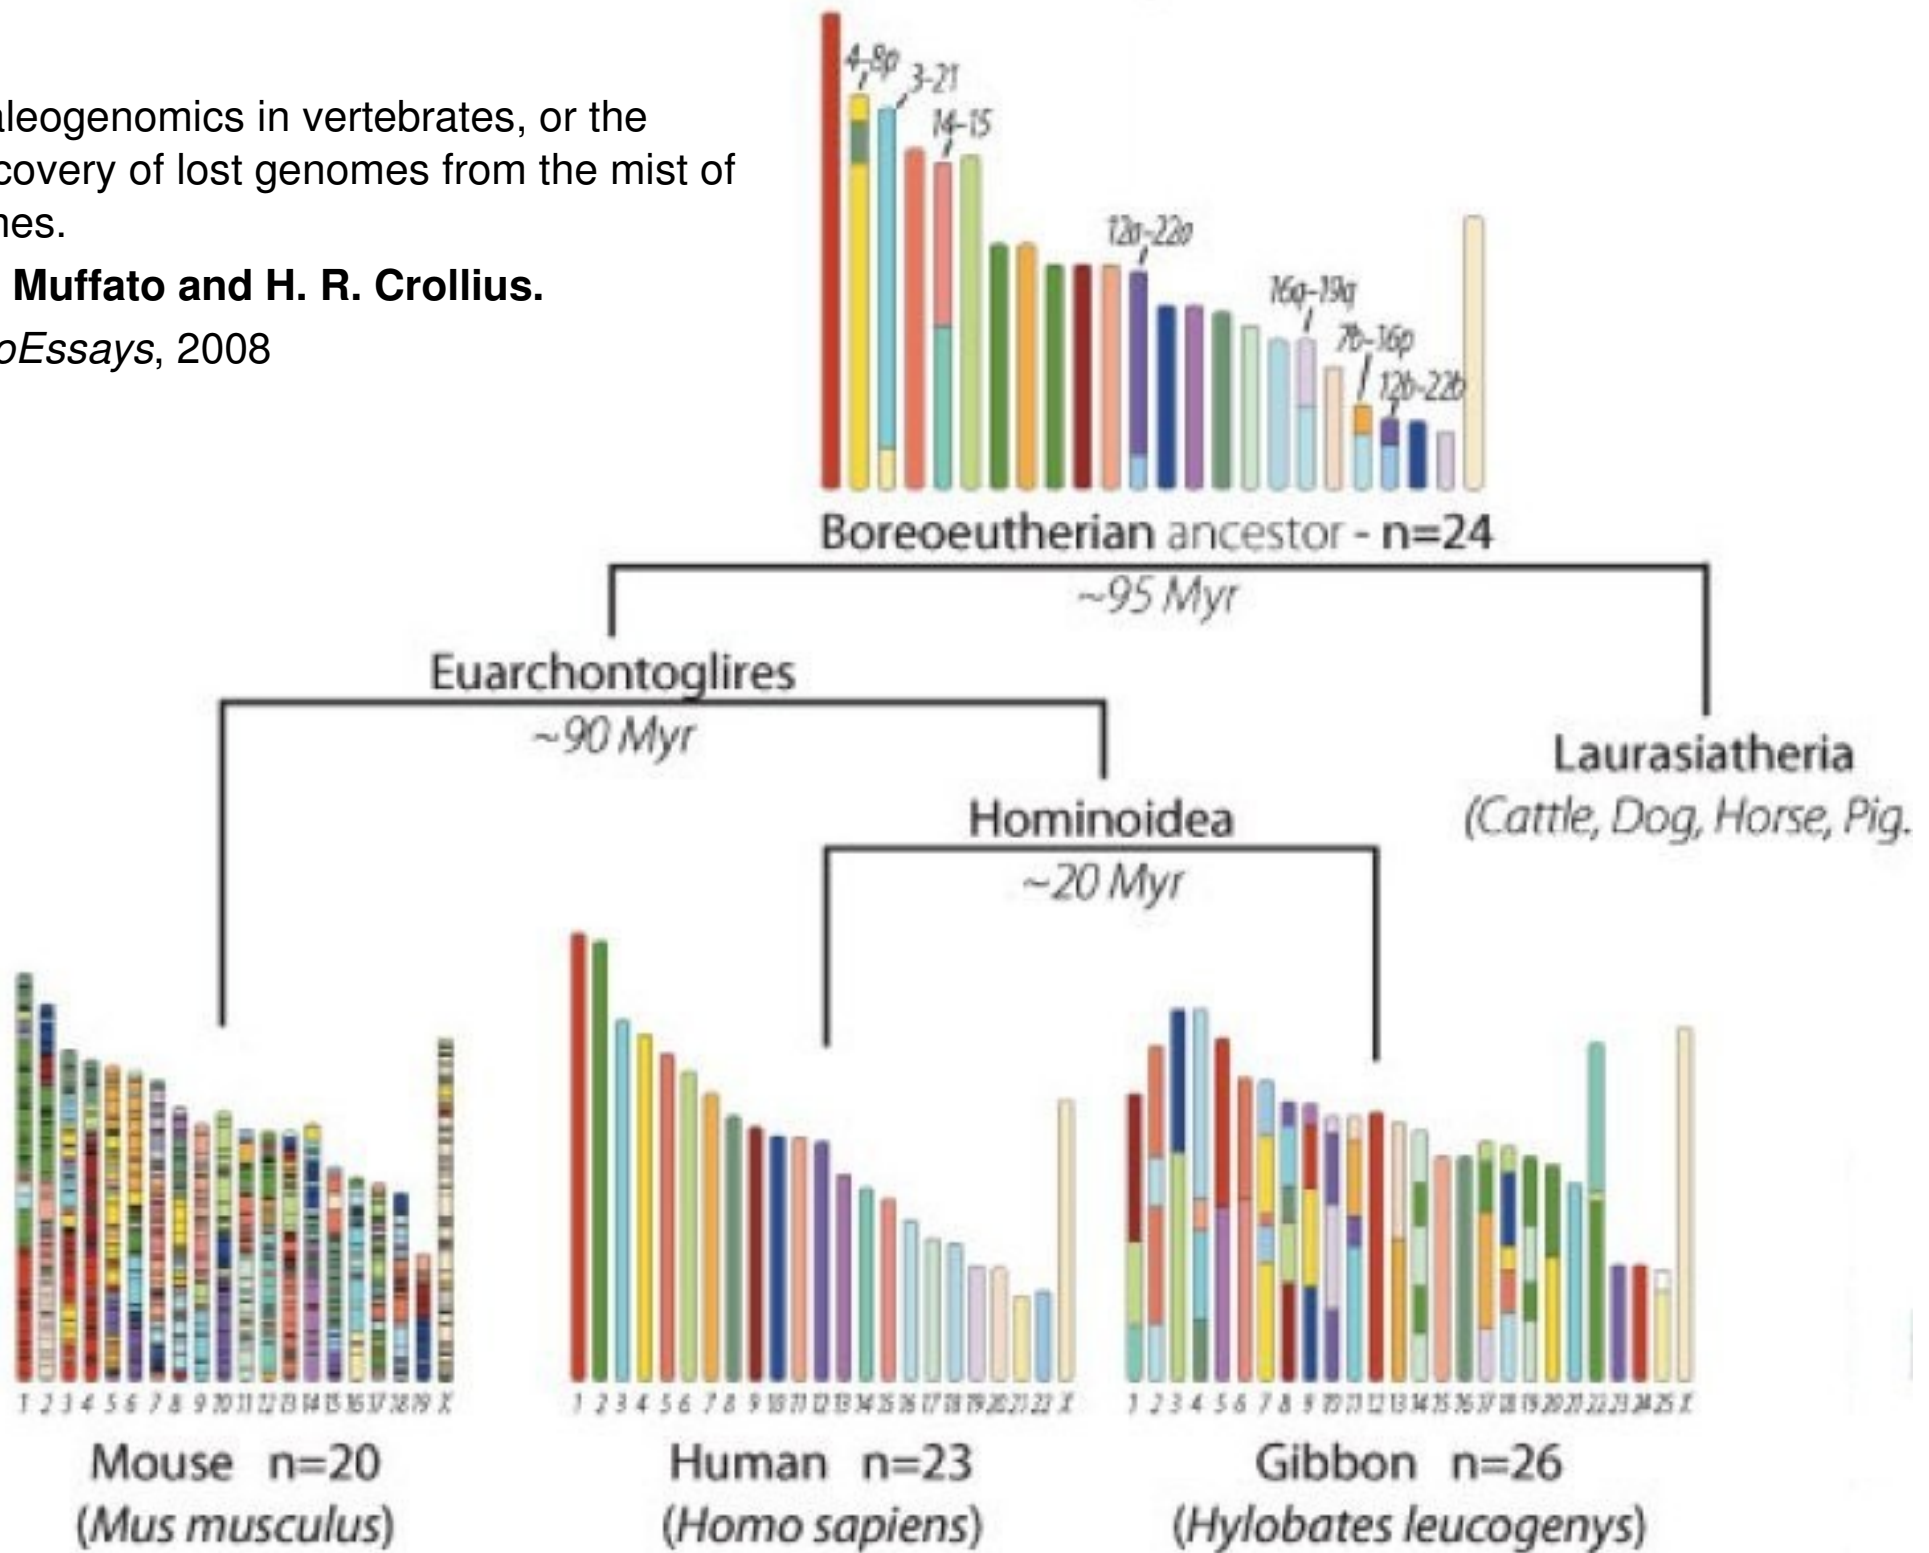 aleogenomics in vertebrates, or the
covery of lost genomes from the mist of
nes.
Muffato and H. R. Crollius.
oEssays, 2008
4-8p
3-21
14-15
12a-22a
16q-19q
7b-16p
12b-22b
Boreoeutherian ancestor - n=24
~95 Myr
Euarchontoglires
~90 Myr
Laurasiatheria
(Cattle, Dog, Horse, Pig.
Hominoidea
~20 Myr
1 2 3 4 5 6 7 8 9 10 11 12 13 14 15 16 17 18 19 X
1 2 3 4 5 6 7 8 9 10 11 12 13 14 15 16 17 18 19 20 21 22 X
1 2 3 4 5 6 7 8 9 10 11 12 13 14 15 16 17 18 19 20 21 22 23 24 25 X
Mouse n=20
(Mus musculus)
Human n=23
(Homo sapiens)
Gibbon n=26
(Hylobates leucogenys)